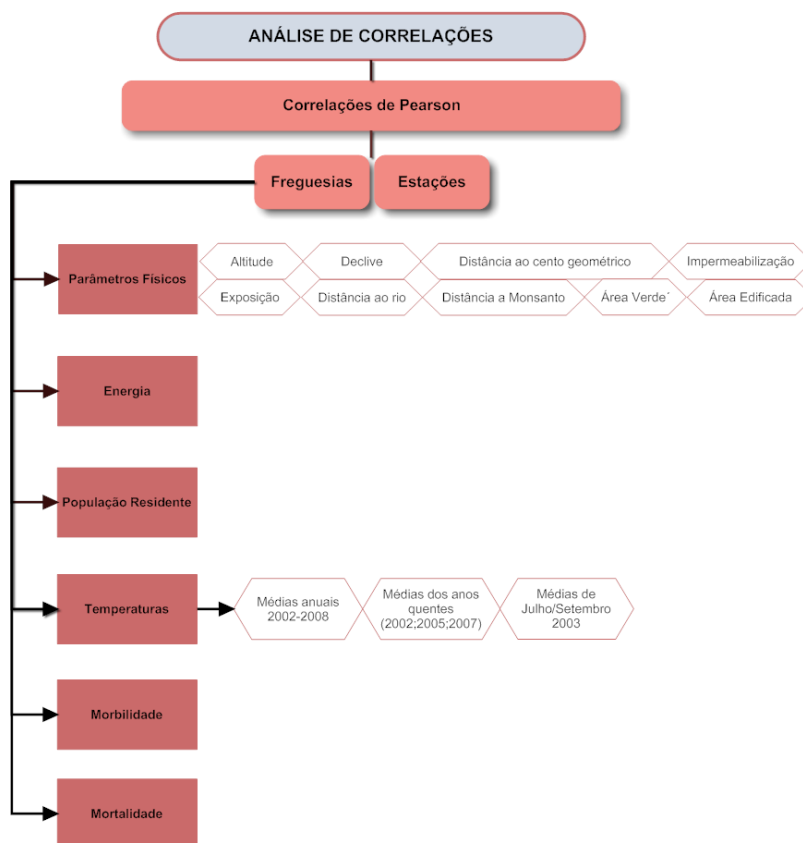 ANÁLISE DE CORRELAÇÕES
Correlações de Pearson
Freguesias
Estações
Parâmetros Físicos
Altitude
Declive
Distância ao cento geométrico
Impermeabilização
Exposição
Distância ao rio
Distância a Monsanto
Área Verde´
Área Edificada
Energia
População Residente
Temperaturas
Médias anuais
2002-2008
Médias dos anos
quentes
(2002;2005;2007)
Médias de
Julho/Setembro
2003
Morbilidade
Mortalidade